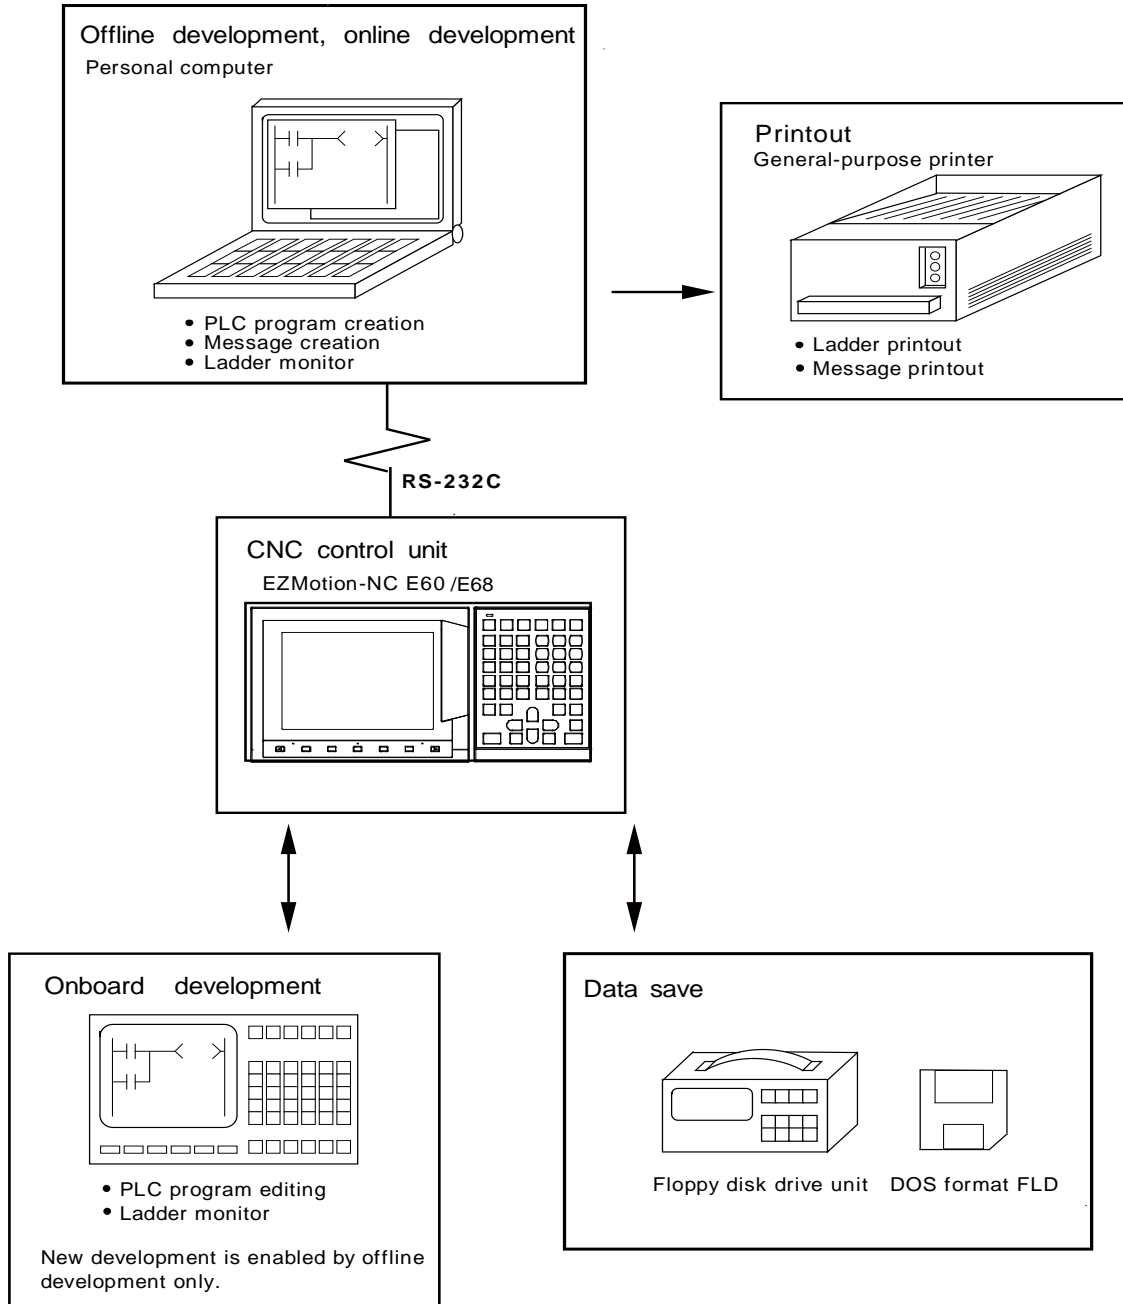 Offline development, online development
Personal computer
• PLC program creation
• Message creation
• Ladder monitor
Printout
General-purpose printer
• Ladder printout
• Message printout
RS-232C
CNC control unit
EZMotion-NC E60 /E68
Onboard development
• PLC program editing
• Ladder monitor
New development is enabled by offline
development only.
Data save
Floppy disk drive unit
DOS format FLD